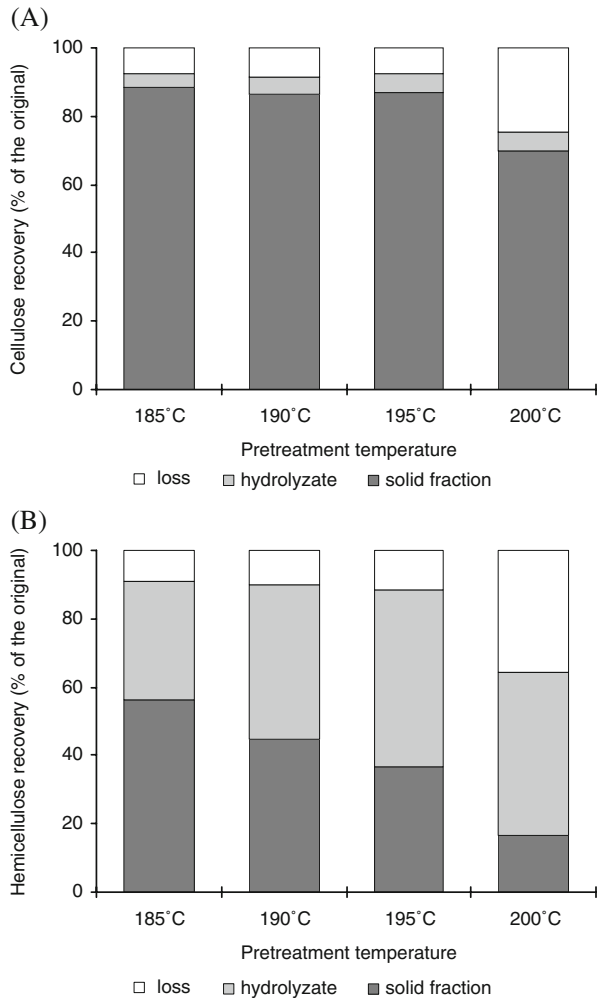 (A)
Cellulose recovery (% of the original)
100
80
60
40
20
0
185˚C 190˚C 195˚C 200˚C
Pretreatment temperature
loss hydrolyzate solid fraction
(B)
Hemicellulose recovery (% of the original)
100
80
60
40
20
0
185˚C 190˚C 195˚C 200˚C
Pretreatment temperature
loss hydrolyzate solid fraction